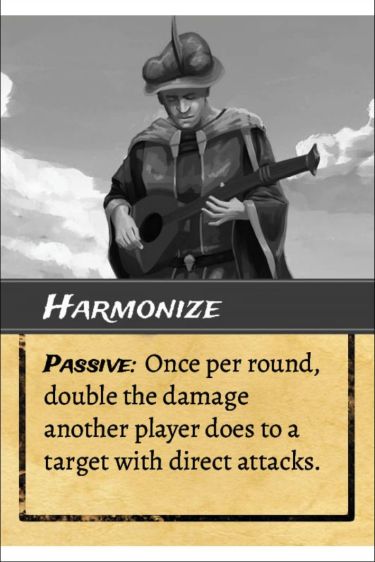 Harmonize
Passive: Once per round,
double the damage
another player does to a
target with direct attacks.